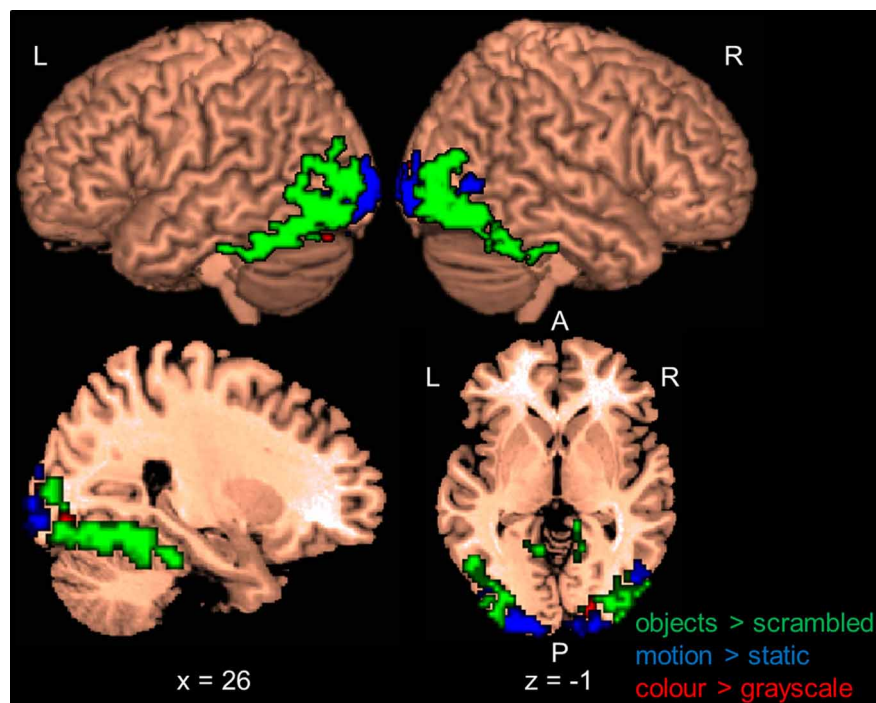 L
R
A
L
R
P
x = 26
z = -1
objects > scrambled
motion > static
colour > grayscale